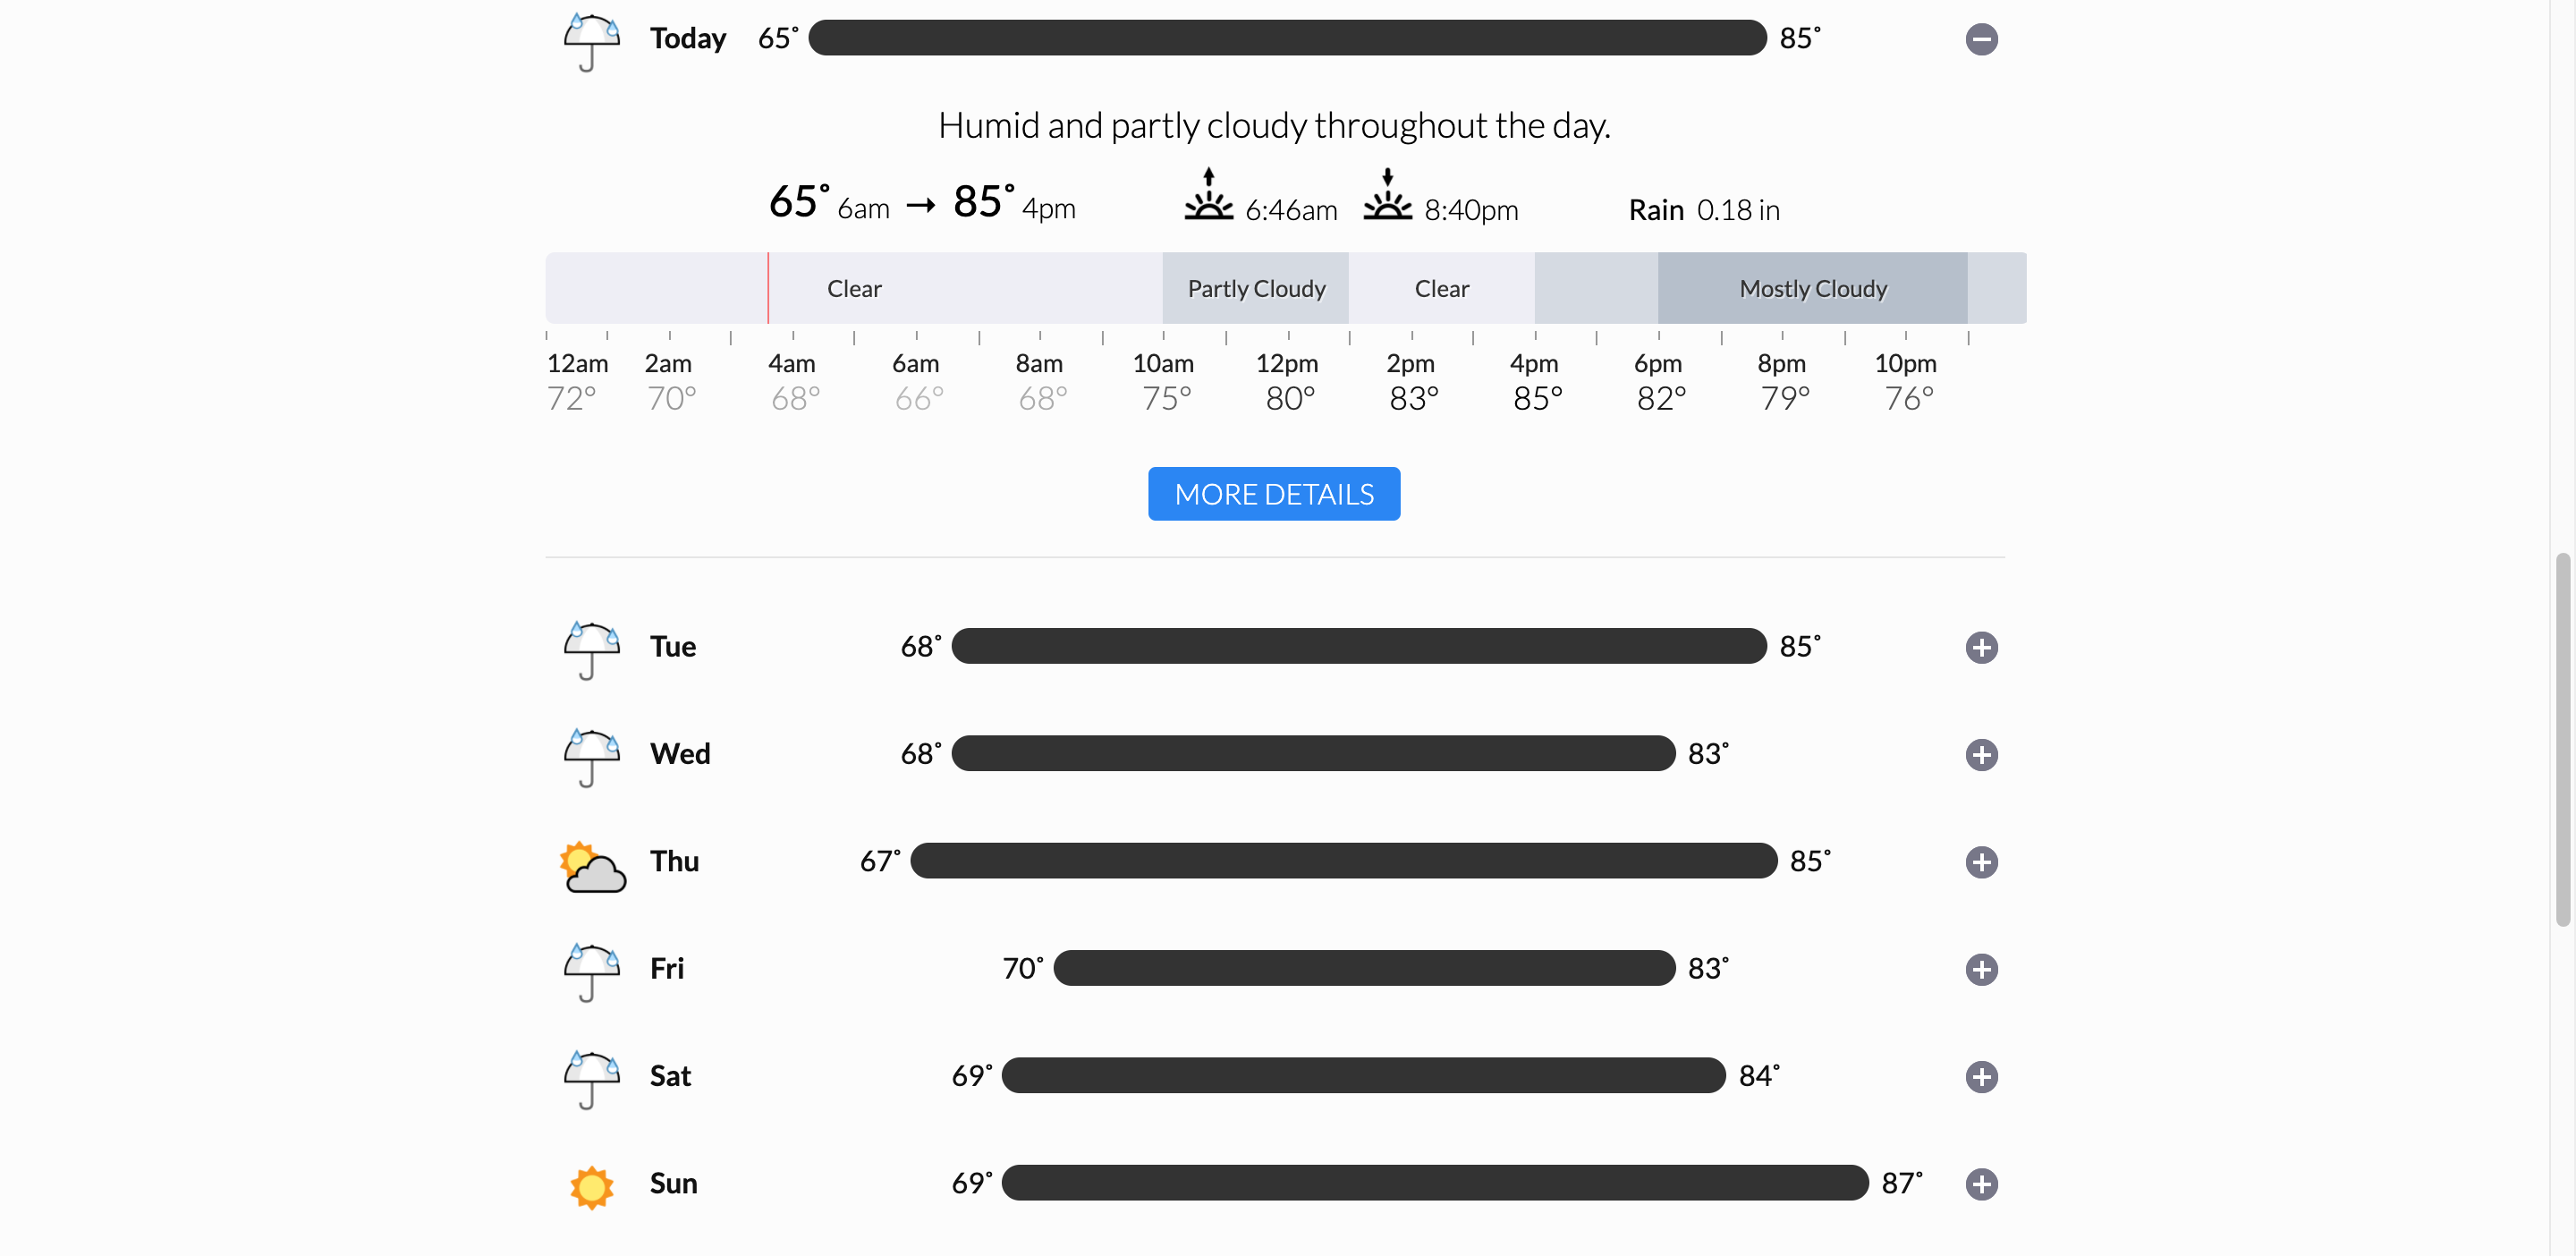 Today 65° 85°
Humid and partly cloudy throughout the day.
65° 6am → 85° 4pm 6:46am 8:40pm Rain 0.18 in
Clear Partly Cloudy Clear Mostly Cloudy
12am 2am 4am 6am 8am 10am 12pm 2pm 4pm 6pm 8pm 10pm
72° 70° 68° 66° 68° 75° 80° 83° 85° 82° 79° 76°
MORE DETAILS
Tue 68° 85°
Wed 68° 83°
Thu 67° 85°
Fri 70° 83°
Sat 69° 84°
Sun 69° 87°